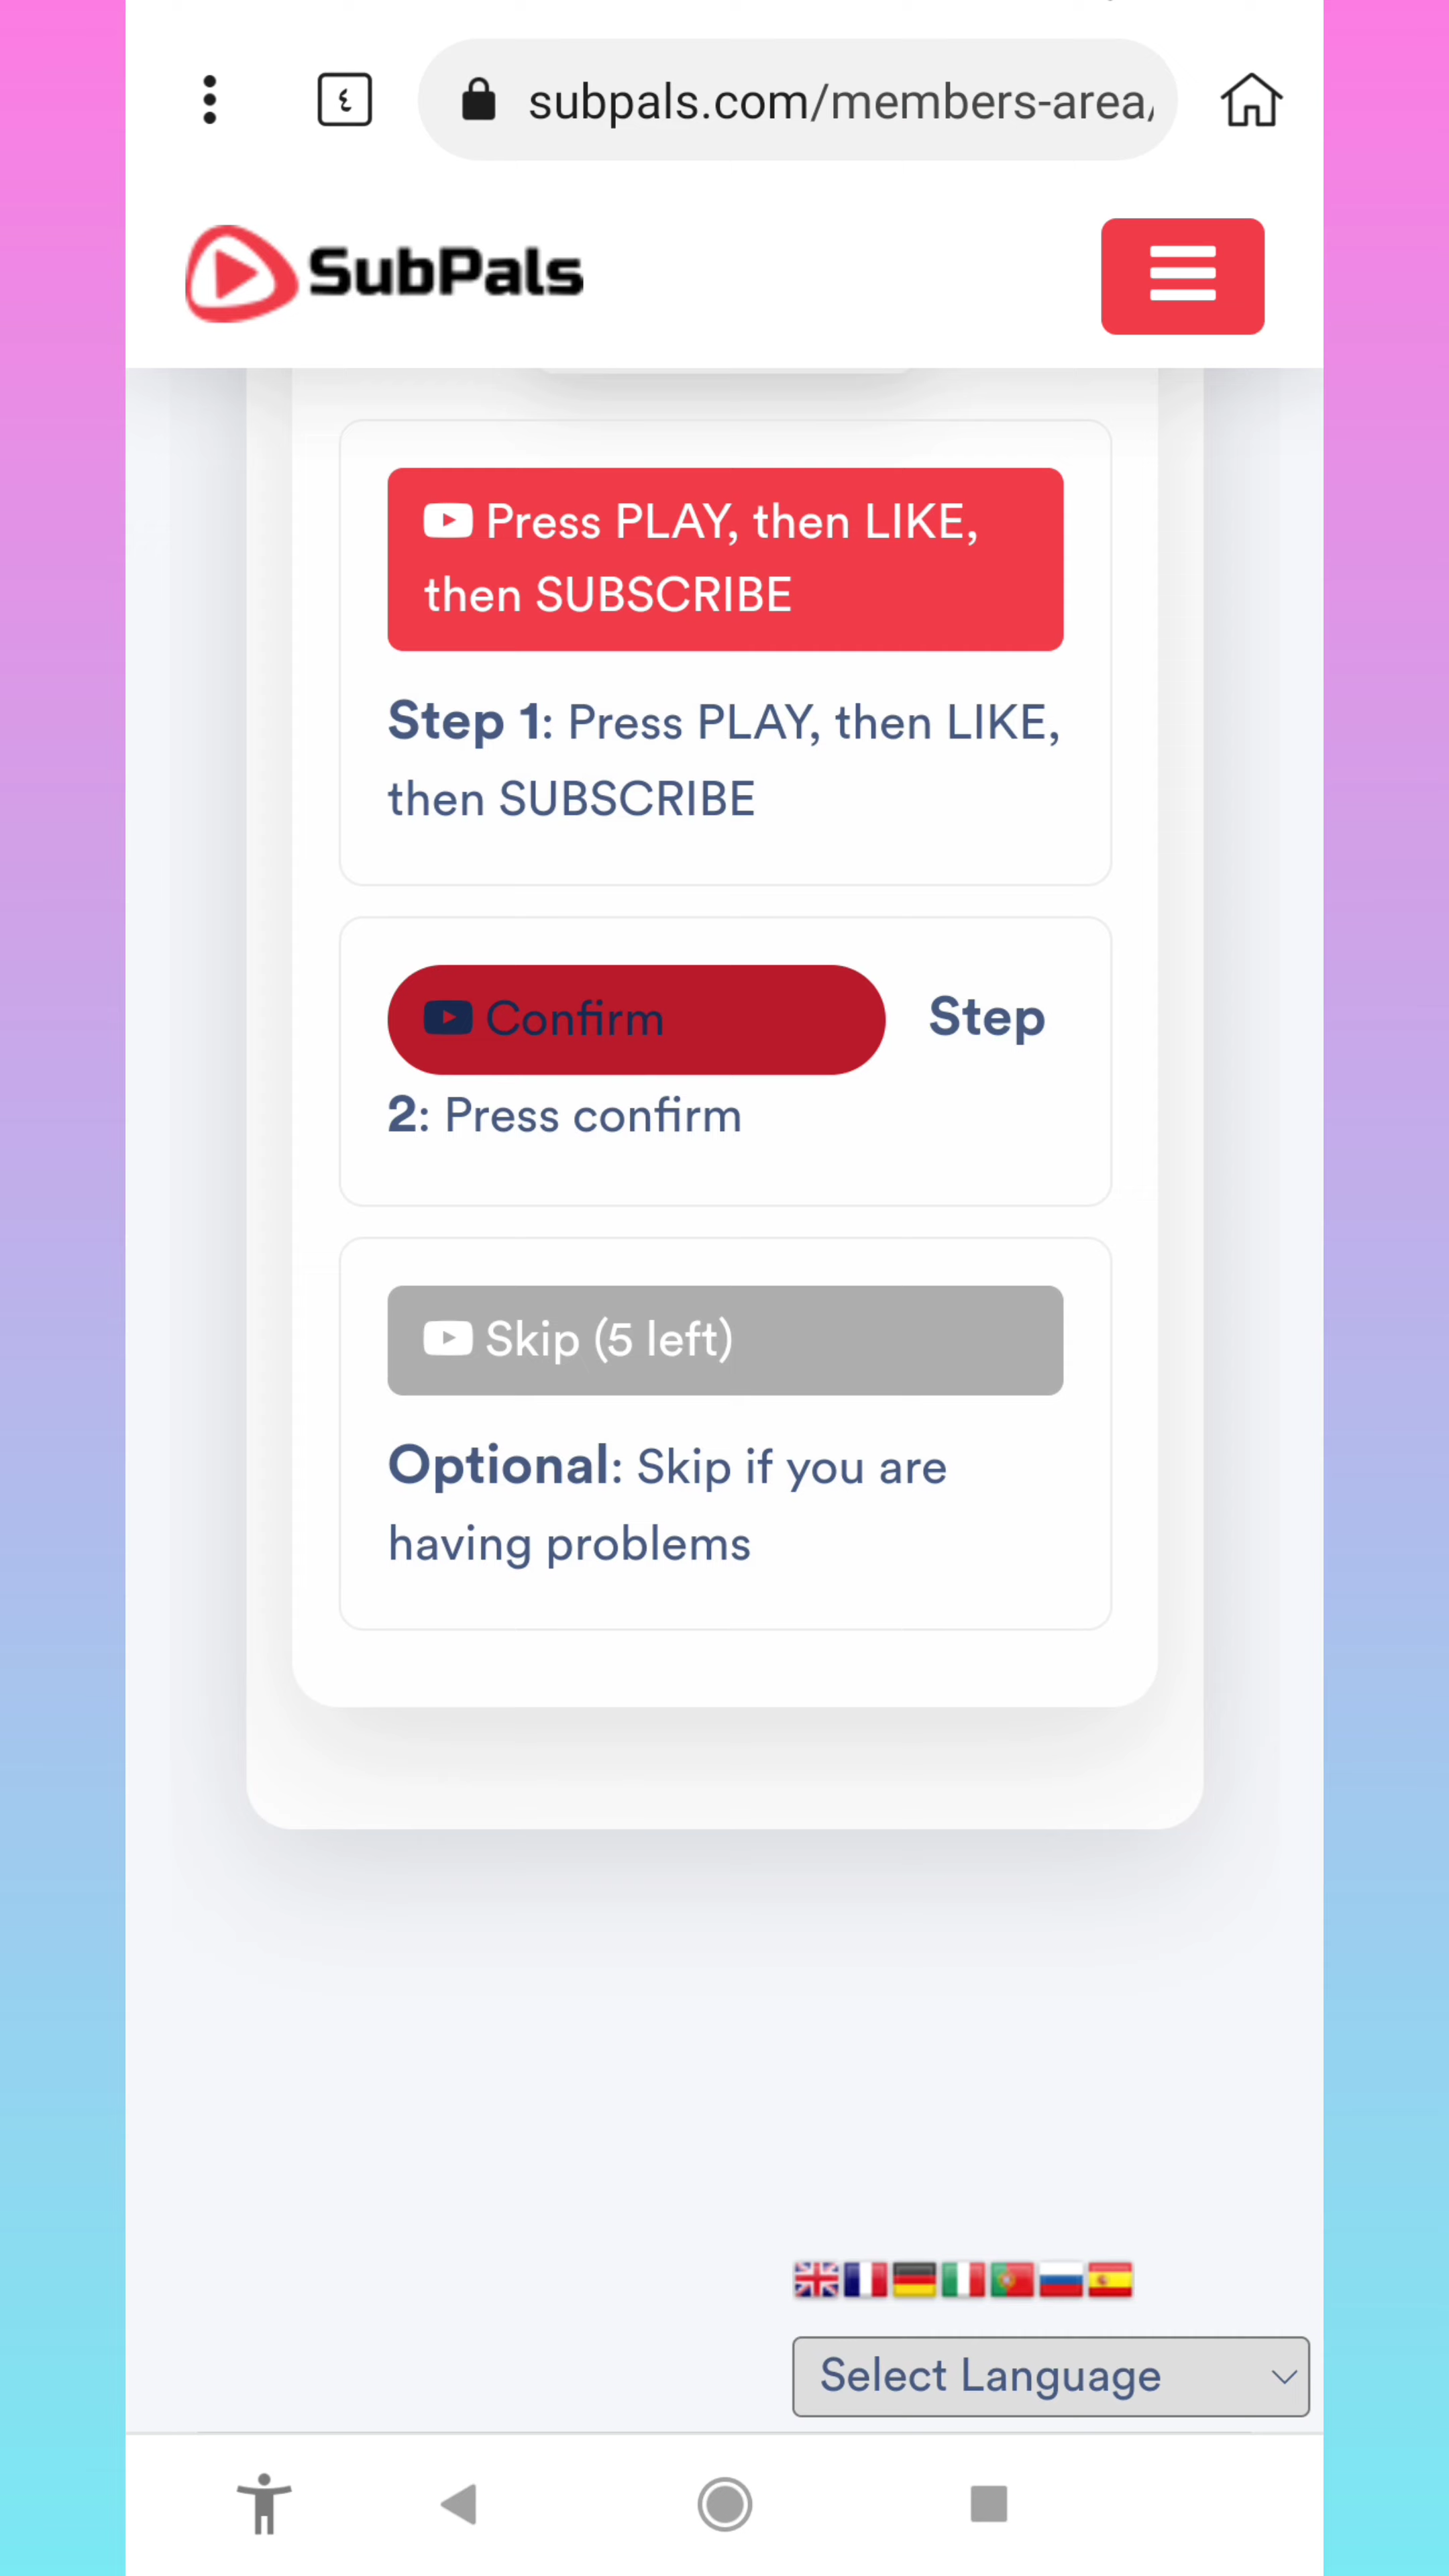 ٤
subpals.com/members-area/
SubPals
Press PLAY, then LIKE,
then SUBSCRIBE
Step 1: Press PLAY, then LIKE,
then SUBSCRIBE
Confirm Step
2: Press confirm
Skip (5 left)
Optional: Skip if you are
having problems
Select Language